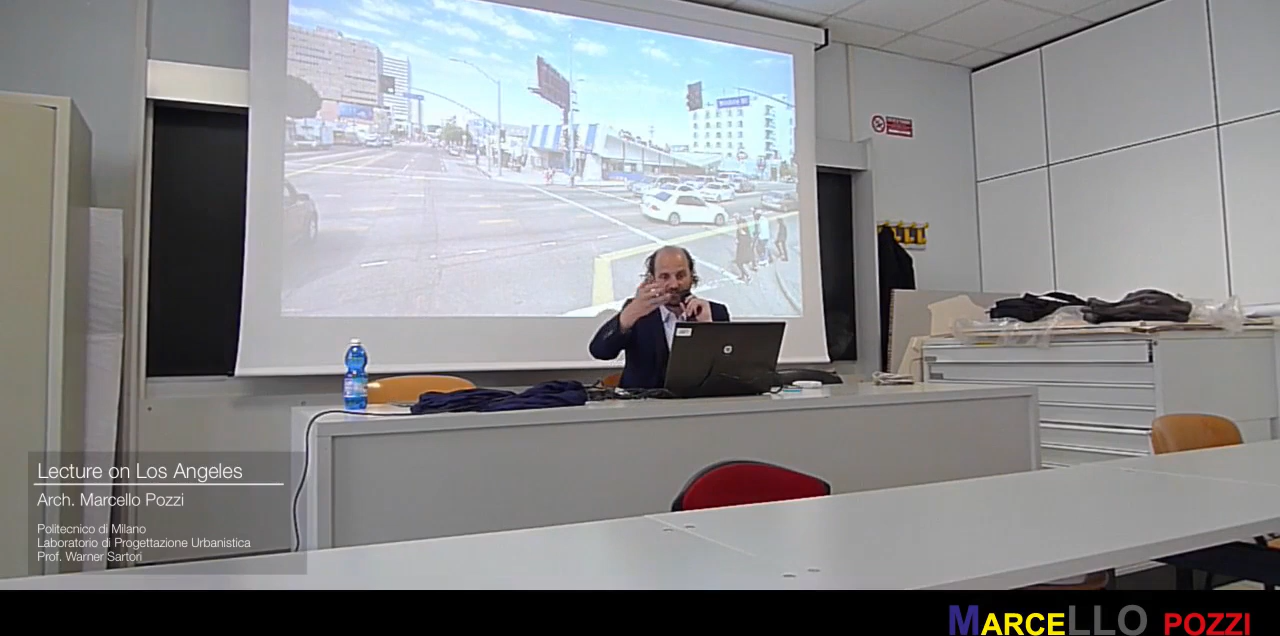 Lecture on Los Angeles
Arch. Marcello Pozzi
Politecnico di Milano
Laboratorio di Progettazione Urbanistica
Prof. Warner Sartori
MARCELLO POZZI